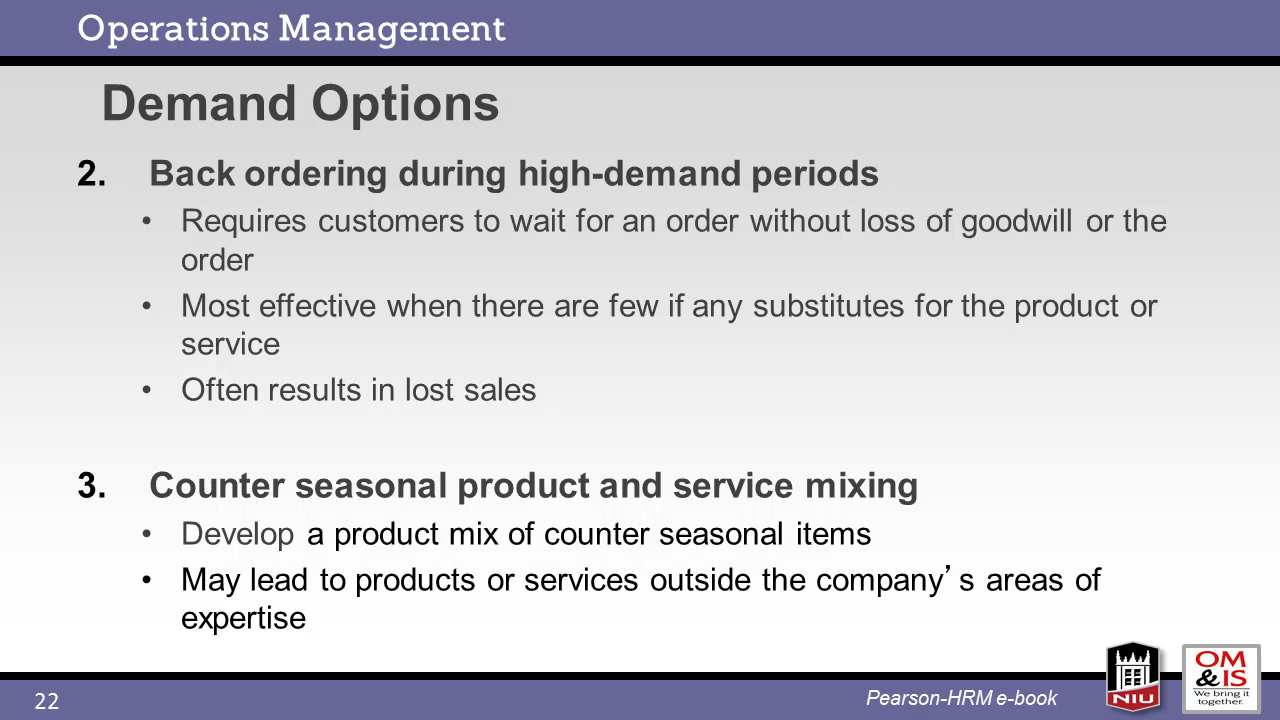 Operations Management
Demand Options
2. Back ordering during high-demand periods
• Requires customers to wait for an order without loss of goodwill or the
order
• Most effective when there are few if any substitutes for the product or
service
• Often results in lost sales
3. Counter seasonal product and service mixing
• Develop a product mix of counter seasonal items
• May lead to products or services outside the company’s areas of
expertise
22
Pearson-HRM e-book
NIU
OM
&IS
We bring it
together.